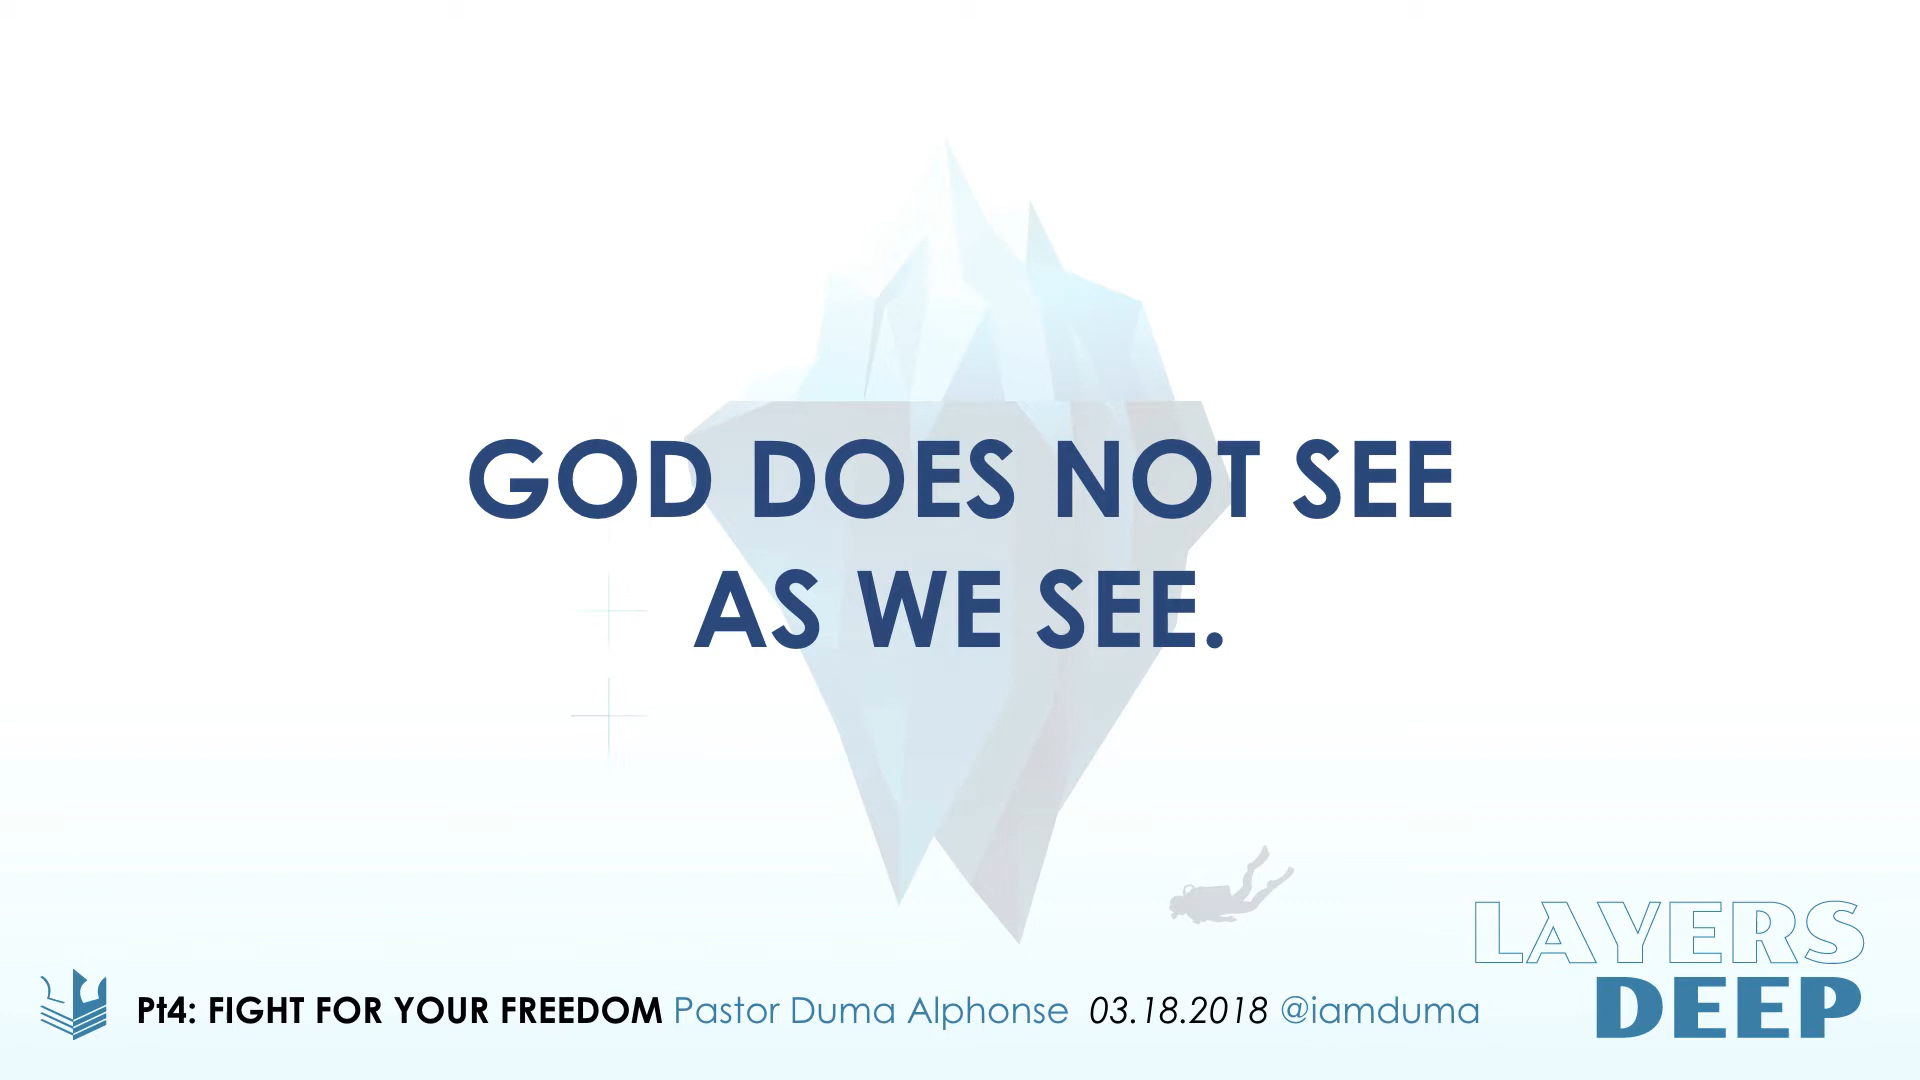 GOD DOES NOT SEE
AS WE SEE.
Pt4: FIGHT FOR YOUR FREEDOM Pastor Duma Alphonse 03.18.2018 @iamduma
LAYERS
DEEP